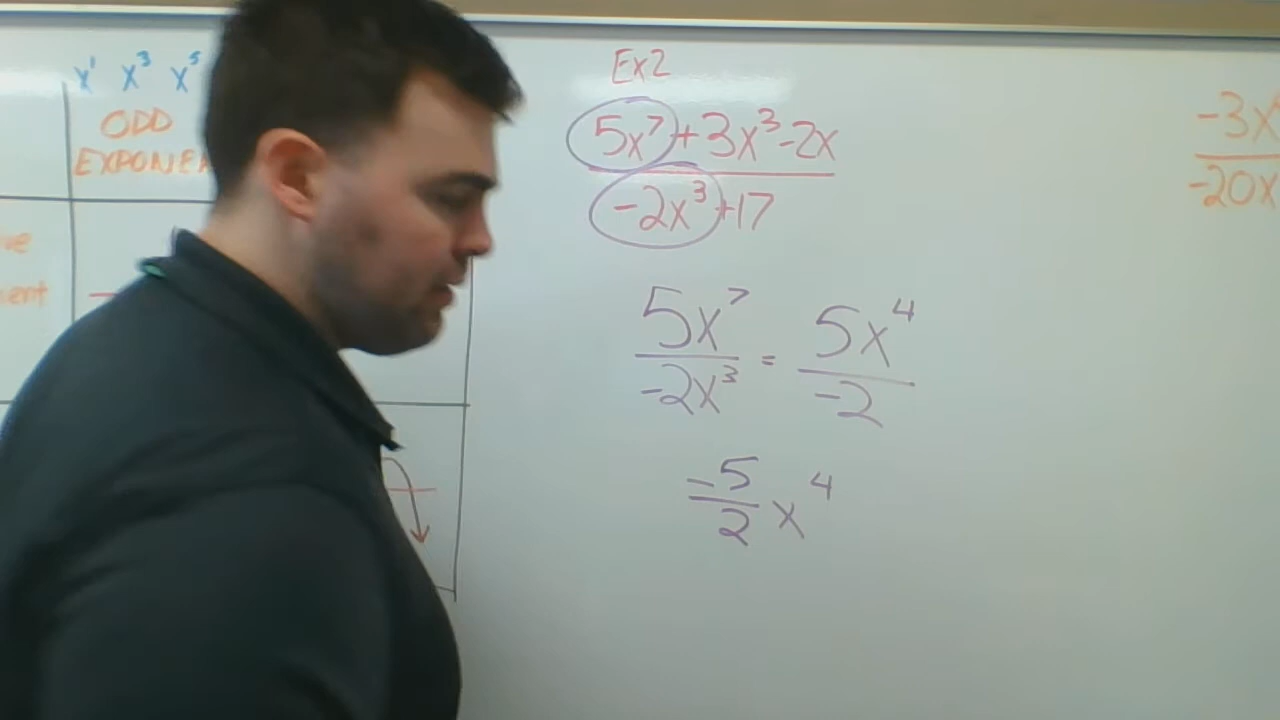 x¹ x³ x⁵
ODD
EXPONE
Ex2
5x⁷+3x³-2x
-2x³+17
5x⁷ = 5x⁴
-2x³ -2
-5 x⁴
2
-3x
-20x